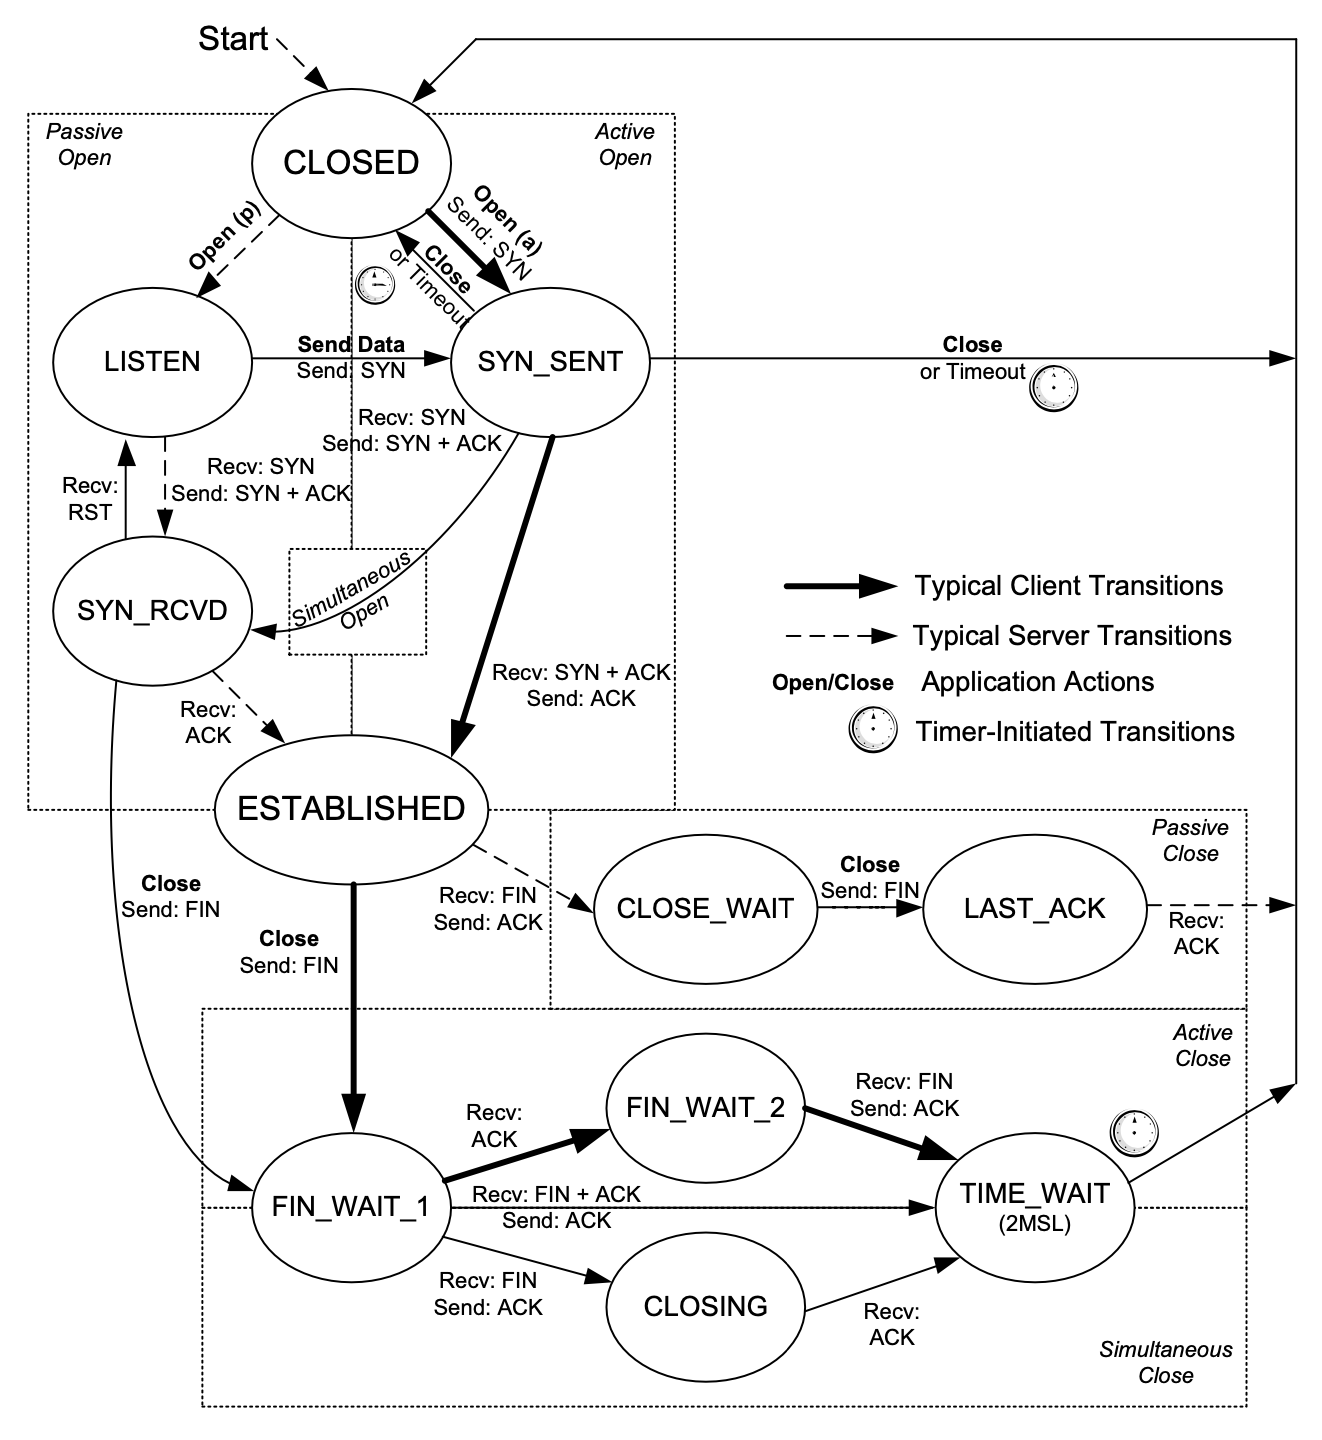 Start
Passive
Open
Active
Open
CLOSED
Open (p)
Open (a)
Send: SYN
Close
or Timeout
LISTEN
Send Data
Send: SYN
SYN_SENT
Close
or Timeout
Recv: SYN
Send: SYN + ACK
Recv: SYN
Send: SYN + ACK
Recv:
RST
Simultaneous
Open
SYN_RCVD
Typical Client Transitions
Typical Server Transitions
Open/Close Application Actions
Timer-Initiated Transitions
Recv: SYN + ACK
Send: ACK
Recv:
ACK
ESTABLISHED
Passive
Close
Close
Send: FIN
Recv: FIN
Send: ACK
CLOSE_WAIT
Close
Send: FIN
LAST_ACK
Recv:
ACK
Close
Send: FIN
Active
Close
FIN_WAIT_2
Recv: FIN
Send: ACK
Recv:
ACK
FIN_WAIT_1
Recv: FIN + ACK
Send: ACK
TIME_WAIT
(2MSL)
Recv: FIN
Send: ACK
CLOSING
Recv:
ACK
Simultaneous
Close